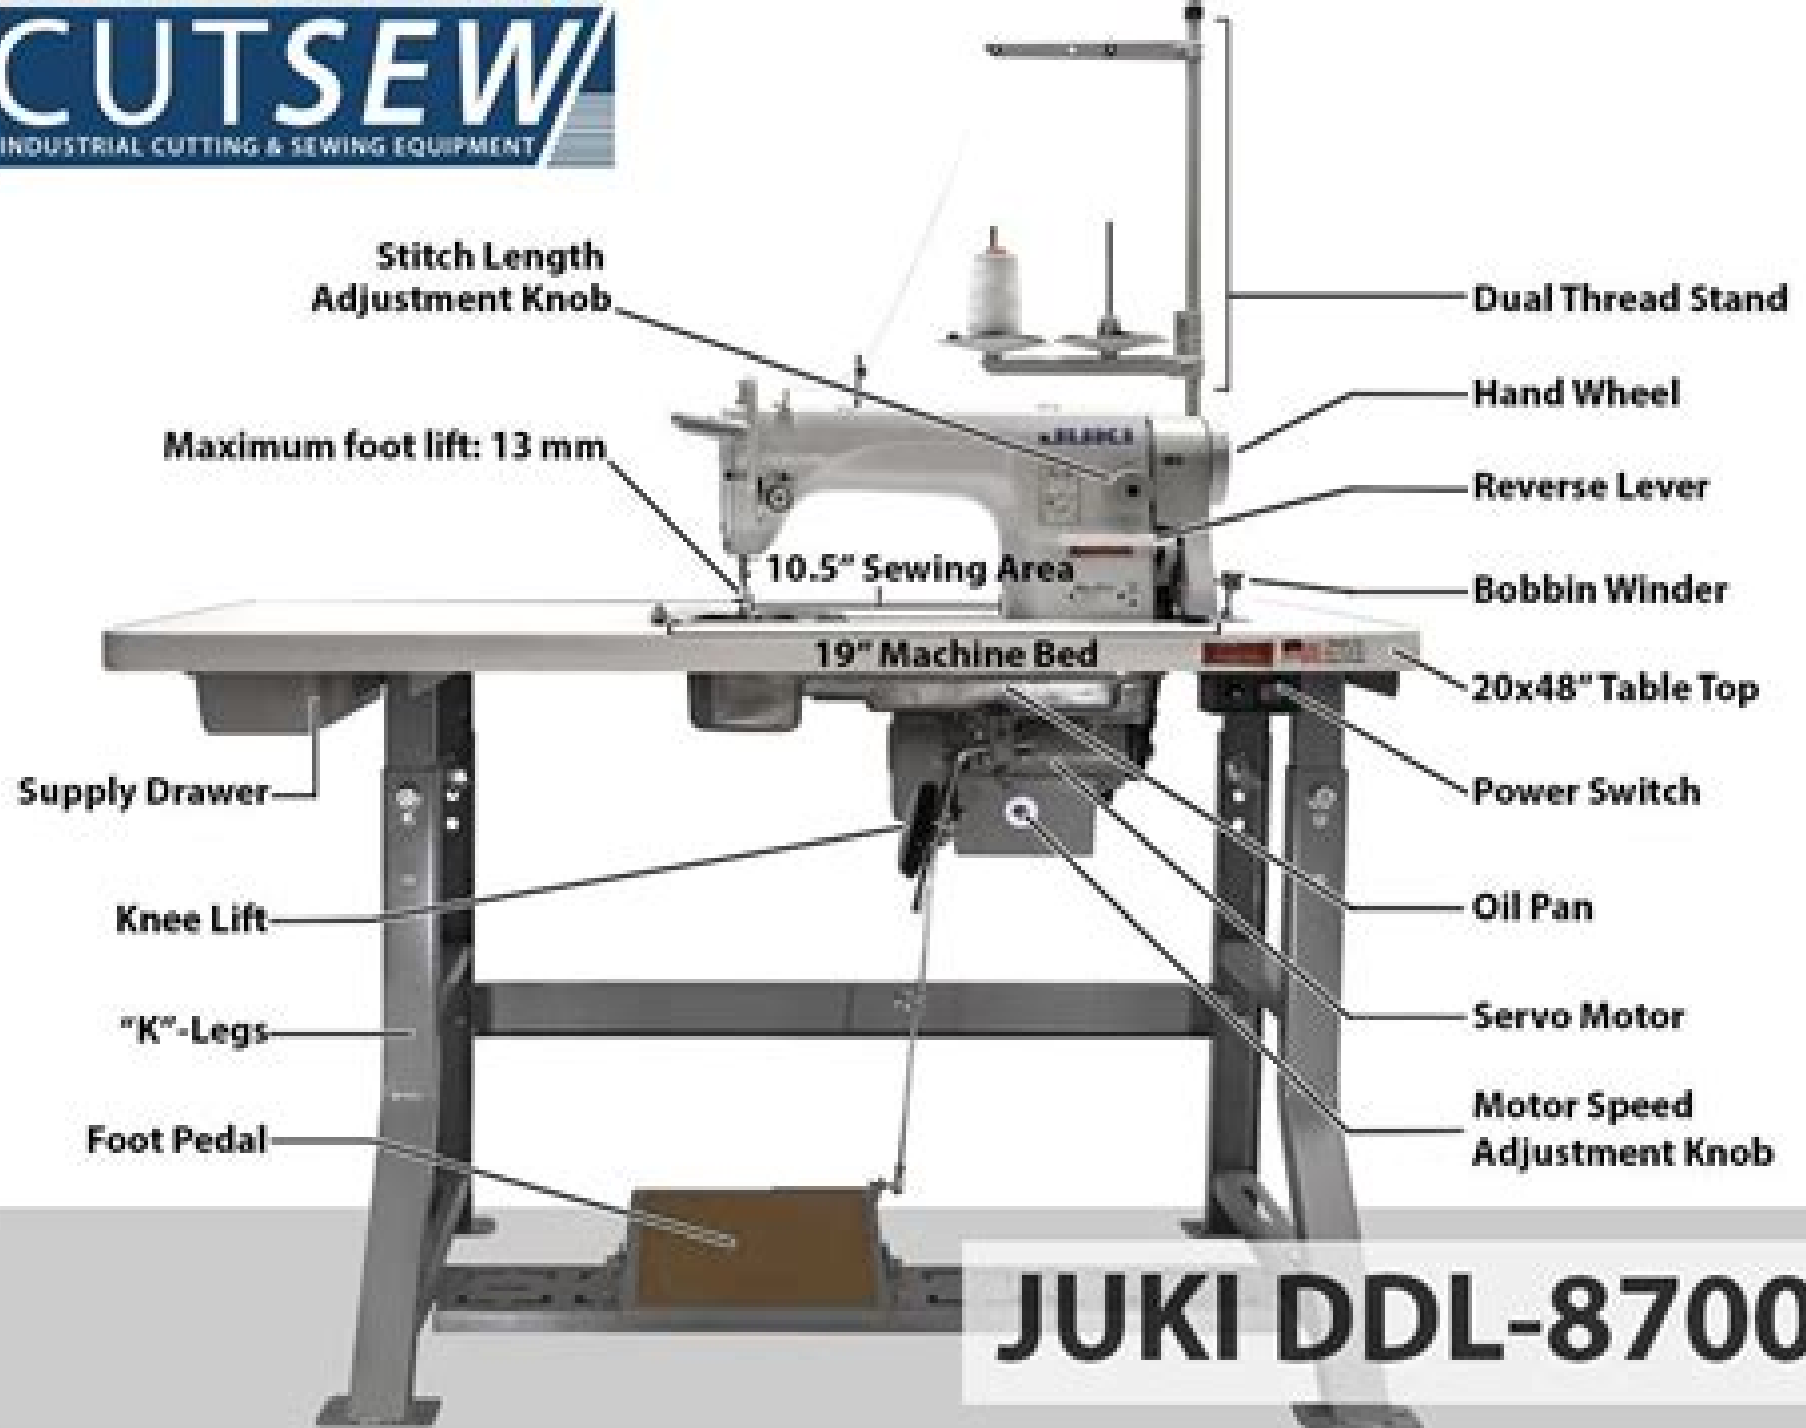 CUTSEW
INDUSTRIAL CUTTING & SEWING EQUIPMENT
Stitch Length
Adjustment Knob
Dual Thread Stand
Hand Wheel
Maximum foot lift: 13 mm
JUKI
Reverse Lever
10.5" Sewing Area
Bobbin Winder
19" Machine Bed
20x48" Table Top
Supply Drawer
Power Switch
Knee Lift
Oil Pan
"K"-Legs
Servo Motor
Foot Pedal
Motor Speed
Adjustment Knob
JUKI DDL-8700